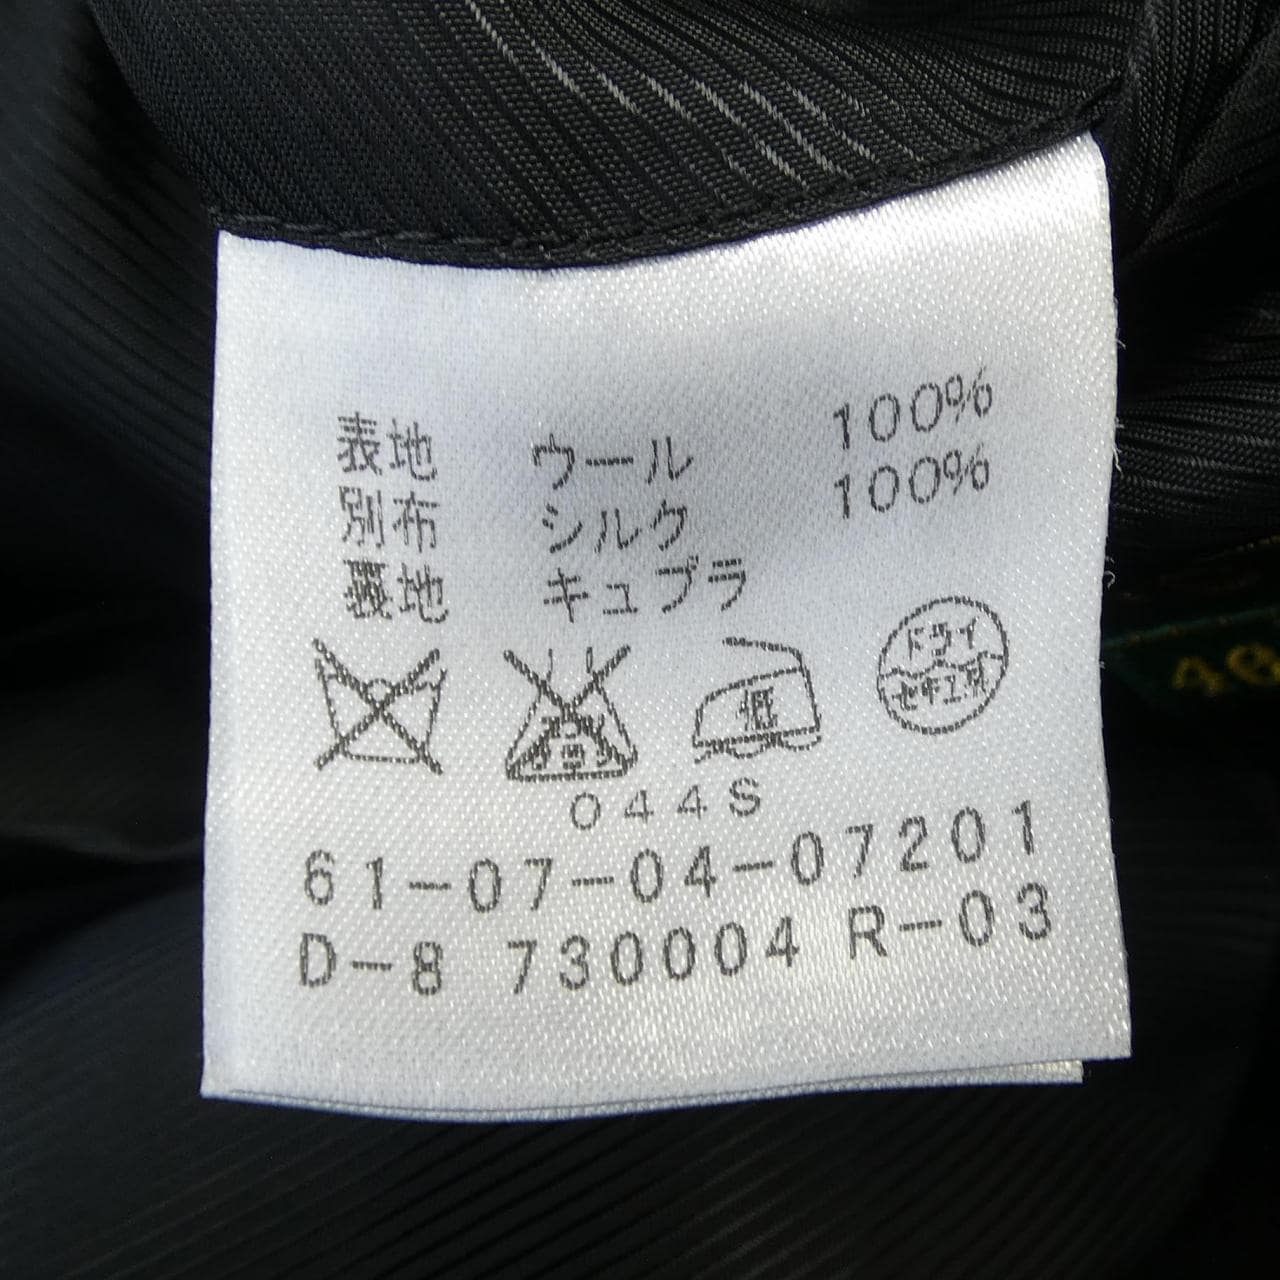 表地 ウール 100%
別布 シルク 100%
裏地 キュプラ
低
ドライ
セキユ系
044S
61-07-04-07201
D-8 730004 R-03